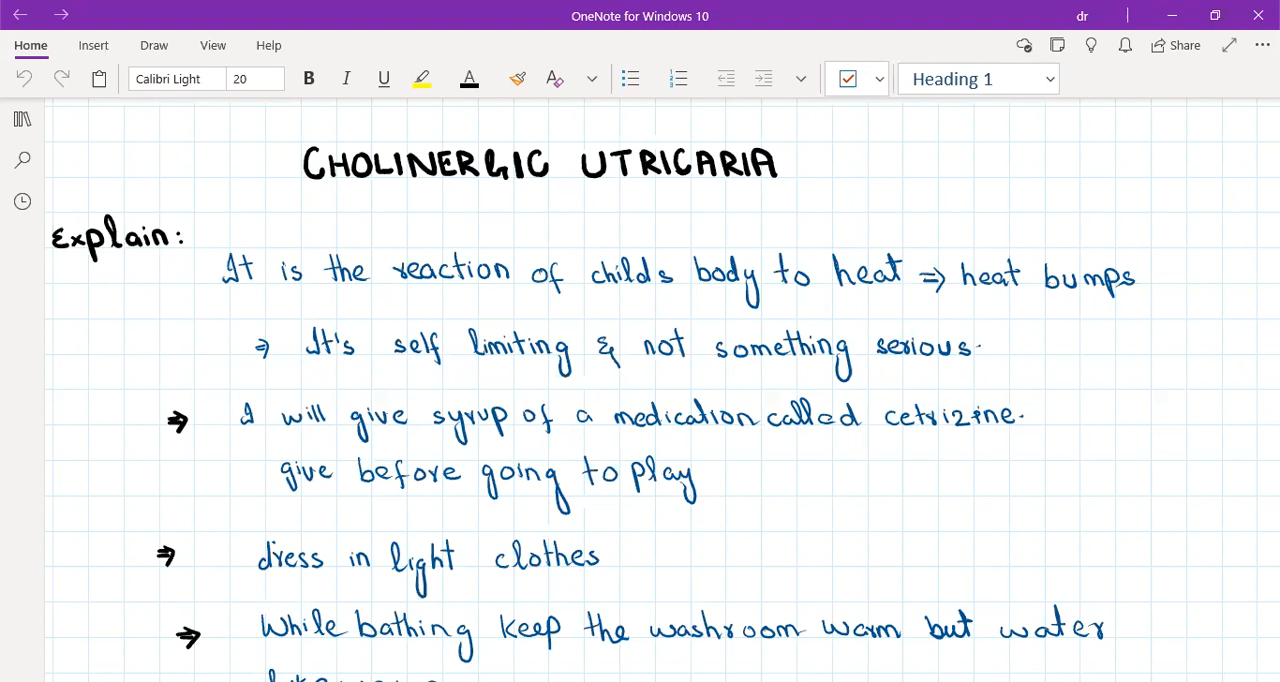 OneNote for Windows 10
dr
Home Insert Draw View Help
Share
Calibri Light 20 B I U A A Heading 1
CHOLINERGIC UTRICARIA
Explain:
It is the reaction of childs body to heat ⇒ heat bumps
⇒ It's self limiting & not something serious.
⇒ I will give syrup of a medication called cetrizine.
give before going to play
⇒ dress in light clothes
⇒ While bathing keep the washroom warm but water